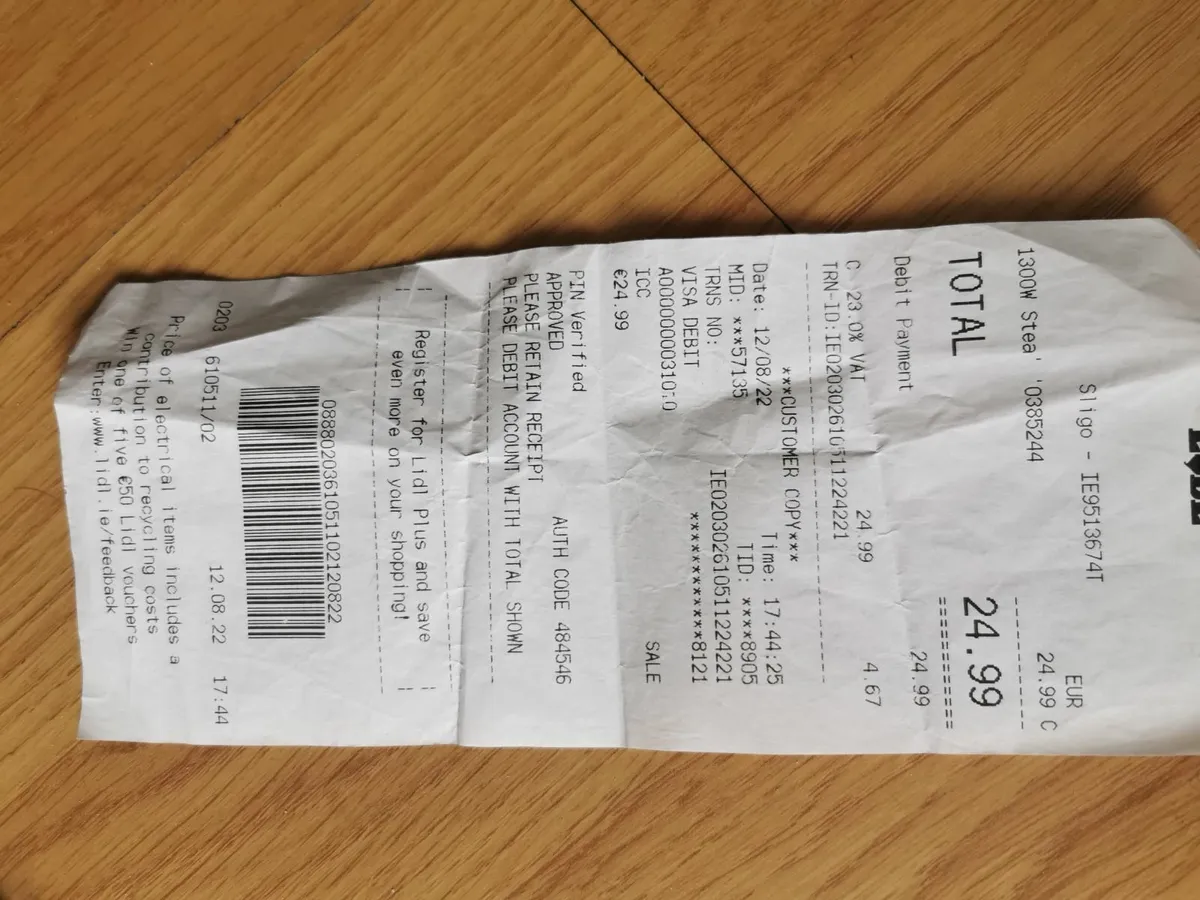 Sligo - IE9513674T
EUR
1300W Stea' '0385244 24.99 C
TOTAL 24.99
Debit Payment 24.99
C 23.0% VAT 24.99 4.67
TRN-ID:IE020302610511224221
***CUSTOMER COPY***
Date: 12/08/22 Time: 17:44:25
MID: ***57135 TID: ****8905
TRNS NO: IE020302610511224221
VISA DEBIT ************8121
A0000000031010
ICC SALE
€24.99
PIN Verified
APPROVED AUTH CODE 484546
PLEASE RETAIN RECEIPT
PLEASE DEBIT ACCOUNT WITH TOTAL SHOWN
Register for Lidl Plus and save
even more on your shopping!
0888020361051102120822
0203 610511/02 12.08.22 17:44
Price of electrical items includes a
contribution to recycling costs
Win one of five €50 Lidl vouchers
Enter:www.lidl.ie/feedback